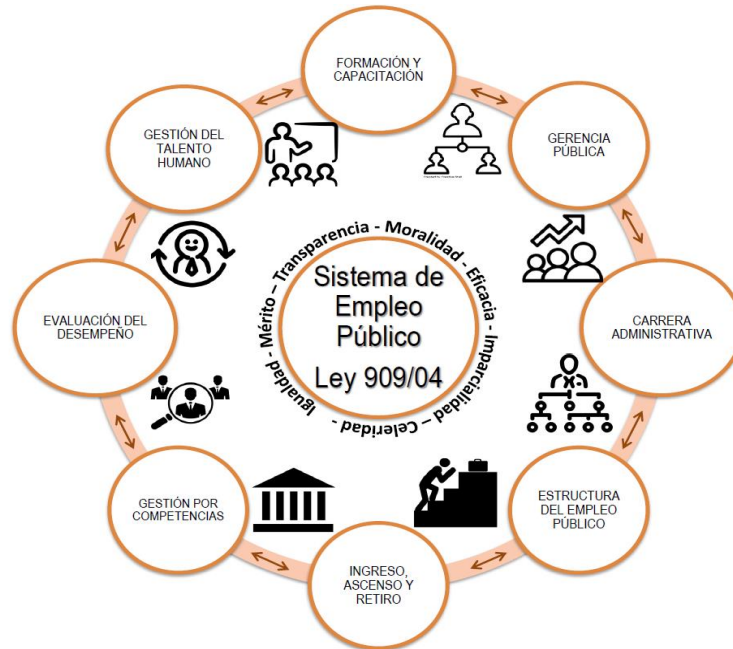 FORMACIÓN Y
CAPACITACIÓN
GERENCIA
PÚBLICA
CARRERA
ADMINISTRATIVA
ESTRUCTURA
DEL EMPLEO
PÚBLICO
INGRESO,
ASCENSO Y
RETIRO
GESTIÓN POR
COMPETENCIAS
EVALUACIÓN DEL
DESEMPEÑO
GESTIÓN DEL
TALENTO
HUMANO
Igualdad - Mérito – Transparencia - Moralidad - Eficacia - Imparcialidad – Celeridad -
Sistema de
Empleo
Público
Ley 909/04